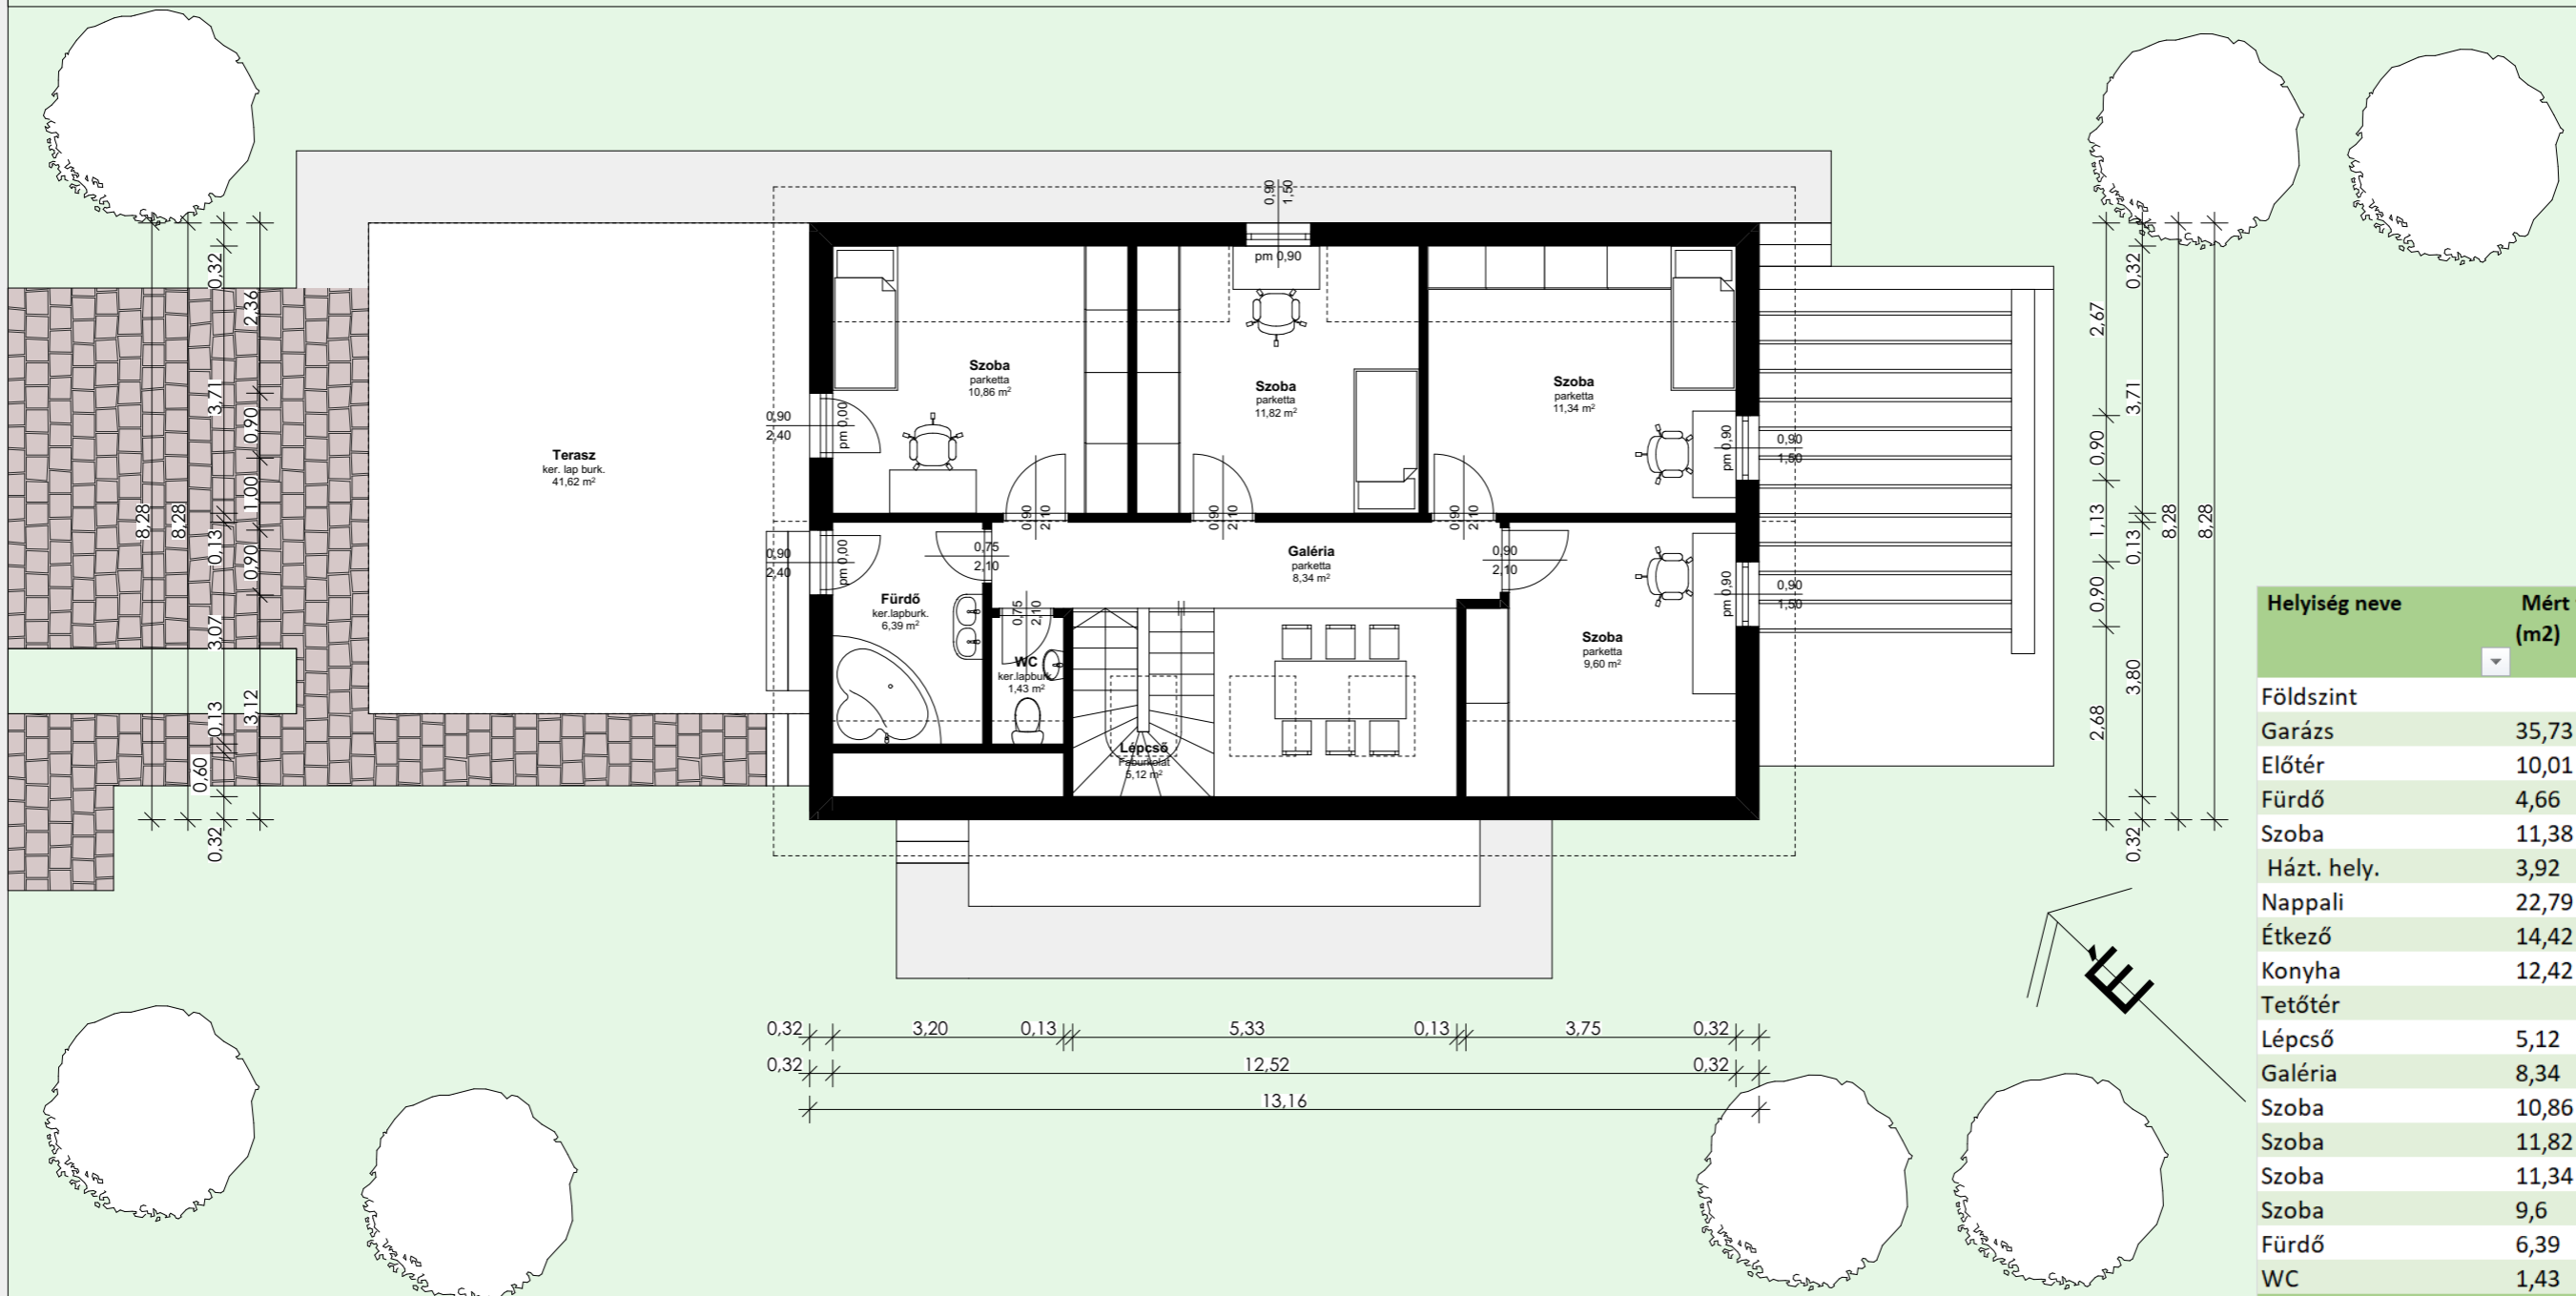 0,90
1,50
pm 0,90
Szoba
parketta
10,86 m²
Szoba
parketta
11,82 m²
Szoba
parketta
11,34 m²
Terasz
ker. lap burk.
41,62 m²
0,90
2,40
pm 0,00
0,90
2,40
pm 0,00
0,90
2,10
0,90
2,10
0,90
2,10
pm 0,90
0,90
1,50
pm 0,90
0,90
1,50
0,75
2,10
Galéria
parketta
8,34 m²
0,90
2,10
Fürdő
ker.lapburk.
6,39 m²
0,75
2,10
WC
ker.lapburk.
1,43 m²
Lépcső
Faburkolat
5,12 m²
Szoba
parketta
9,60 m²
8,28
8,28
0,32
3,71
0,13
3,07
0,13
0,60
0,32
2,36
0,90
1,00
0,90
3,12
2,67
0,90
1,13
0,90
2,68
0,32
3,71
0,13
3,80
0,32
8,28
8,28
0,32
3,20
0,13
5,33
0,13
3,75
0,32
0,32
12,52
0,32
13,16
É
Helyiség neve Mért
(m2)
Földszint
Garázs 35,73
Előtér 10,01
Fürdő 4,66
Szoba 11,38
Házt. hely. 3,92
Nappali 22,79
Étkező 14,42
Konyha 12,42
Tetőtér
Lépcső 5,12
Galéria 8,34
Szoba 10,86
Szoba 11,82
Szoba 11,34
Szoba 9,6
Fürdő 6,39
WC 1,43